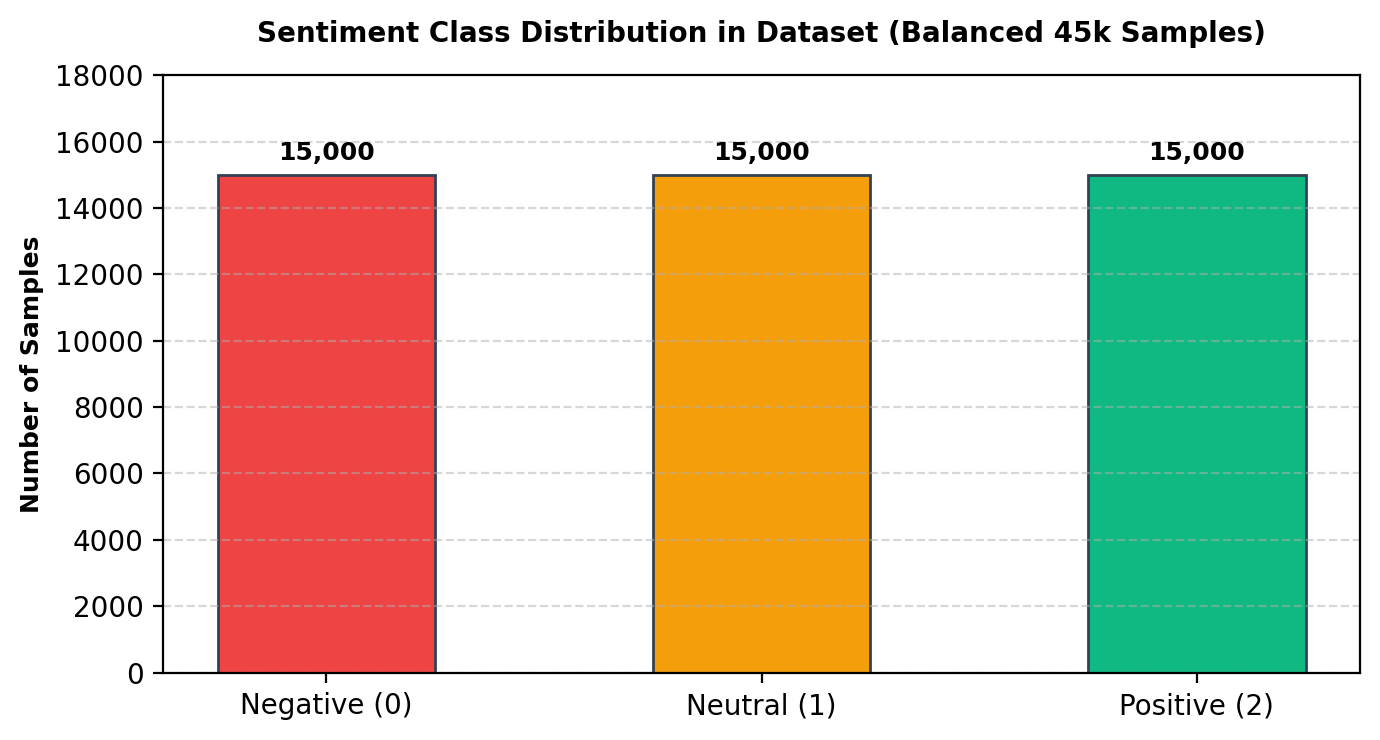 Sentiment Class Distribution in Dataset (Balanced 45k Samples)
Number of Samples
18000
16000
14000
12000
10000
8000
6000
4000
2000
0
15,000
15,000
15,000
Negative (0)
Neutral (1)
Positive (2)